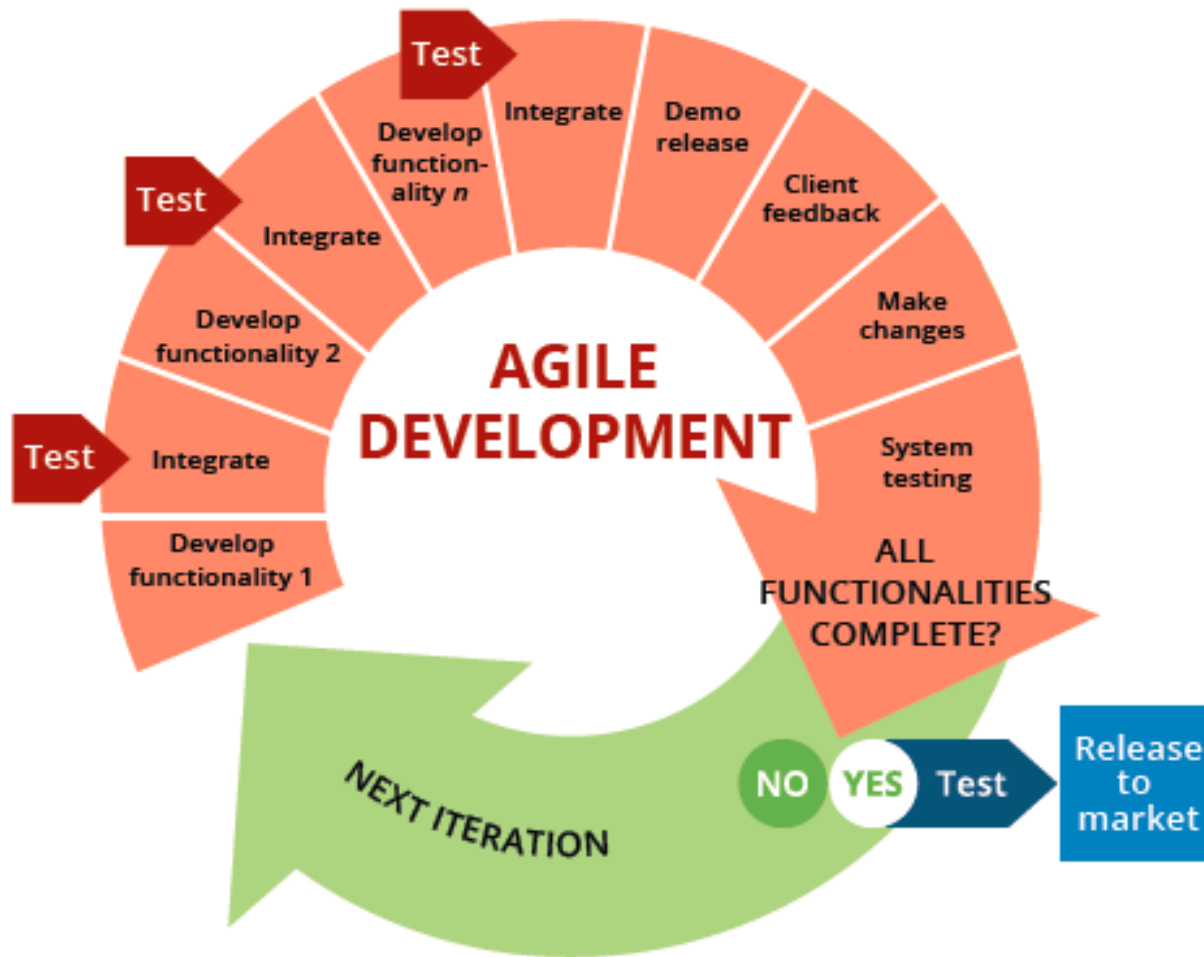 AGILE
DEVELOPMENT
Develop
functionality 1
Test
Integrate
Develop
functionality 2
Test
Integrate
Develop
function-
ality n
Test
Integrate
Demo
release
Client
feedback
Make
changes
System
testing
ALL
FUNCTIONALITIES
COMPLETE?
NO
YES
Test
Release
to
market
NEXT ITERATION